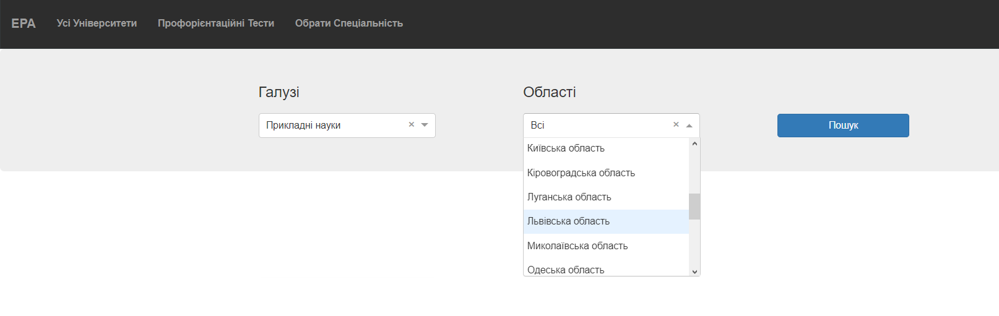 EPA Усі Університети Профорієнтаційні Тести Обрати Спеціальність
Галузі Області
Прикладні науки × Всі × Пошук
Київська область
Кіровоградська область
Луганська область
Львівська область
Миколаївська область
Одеська область